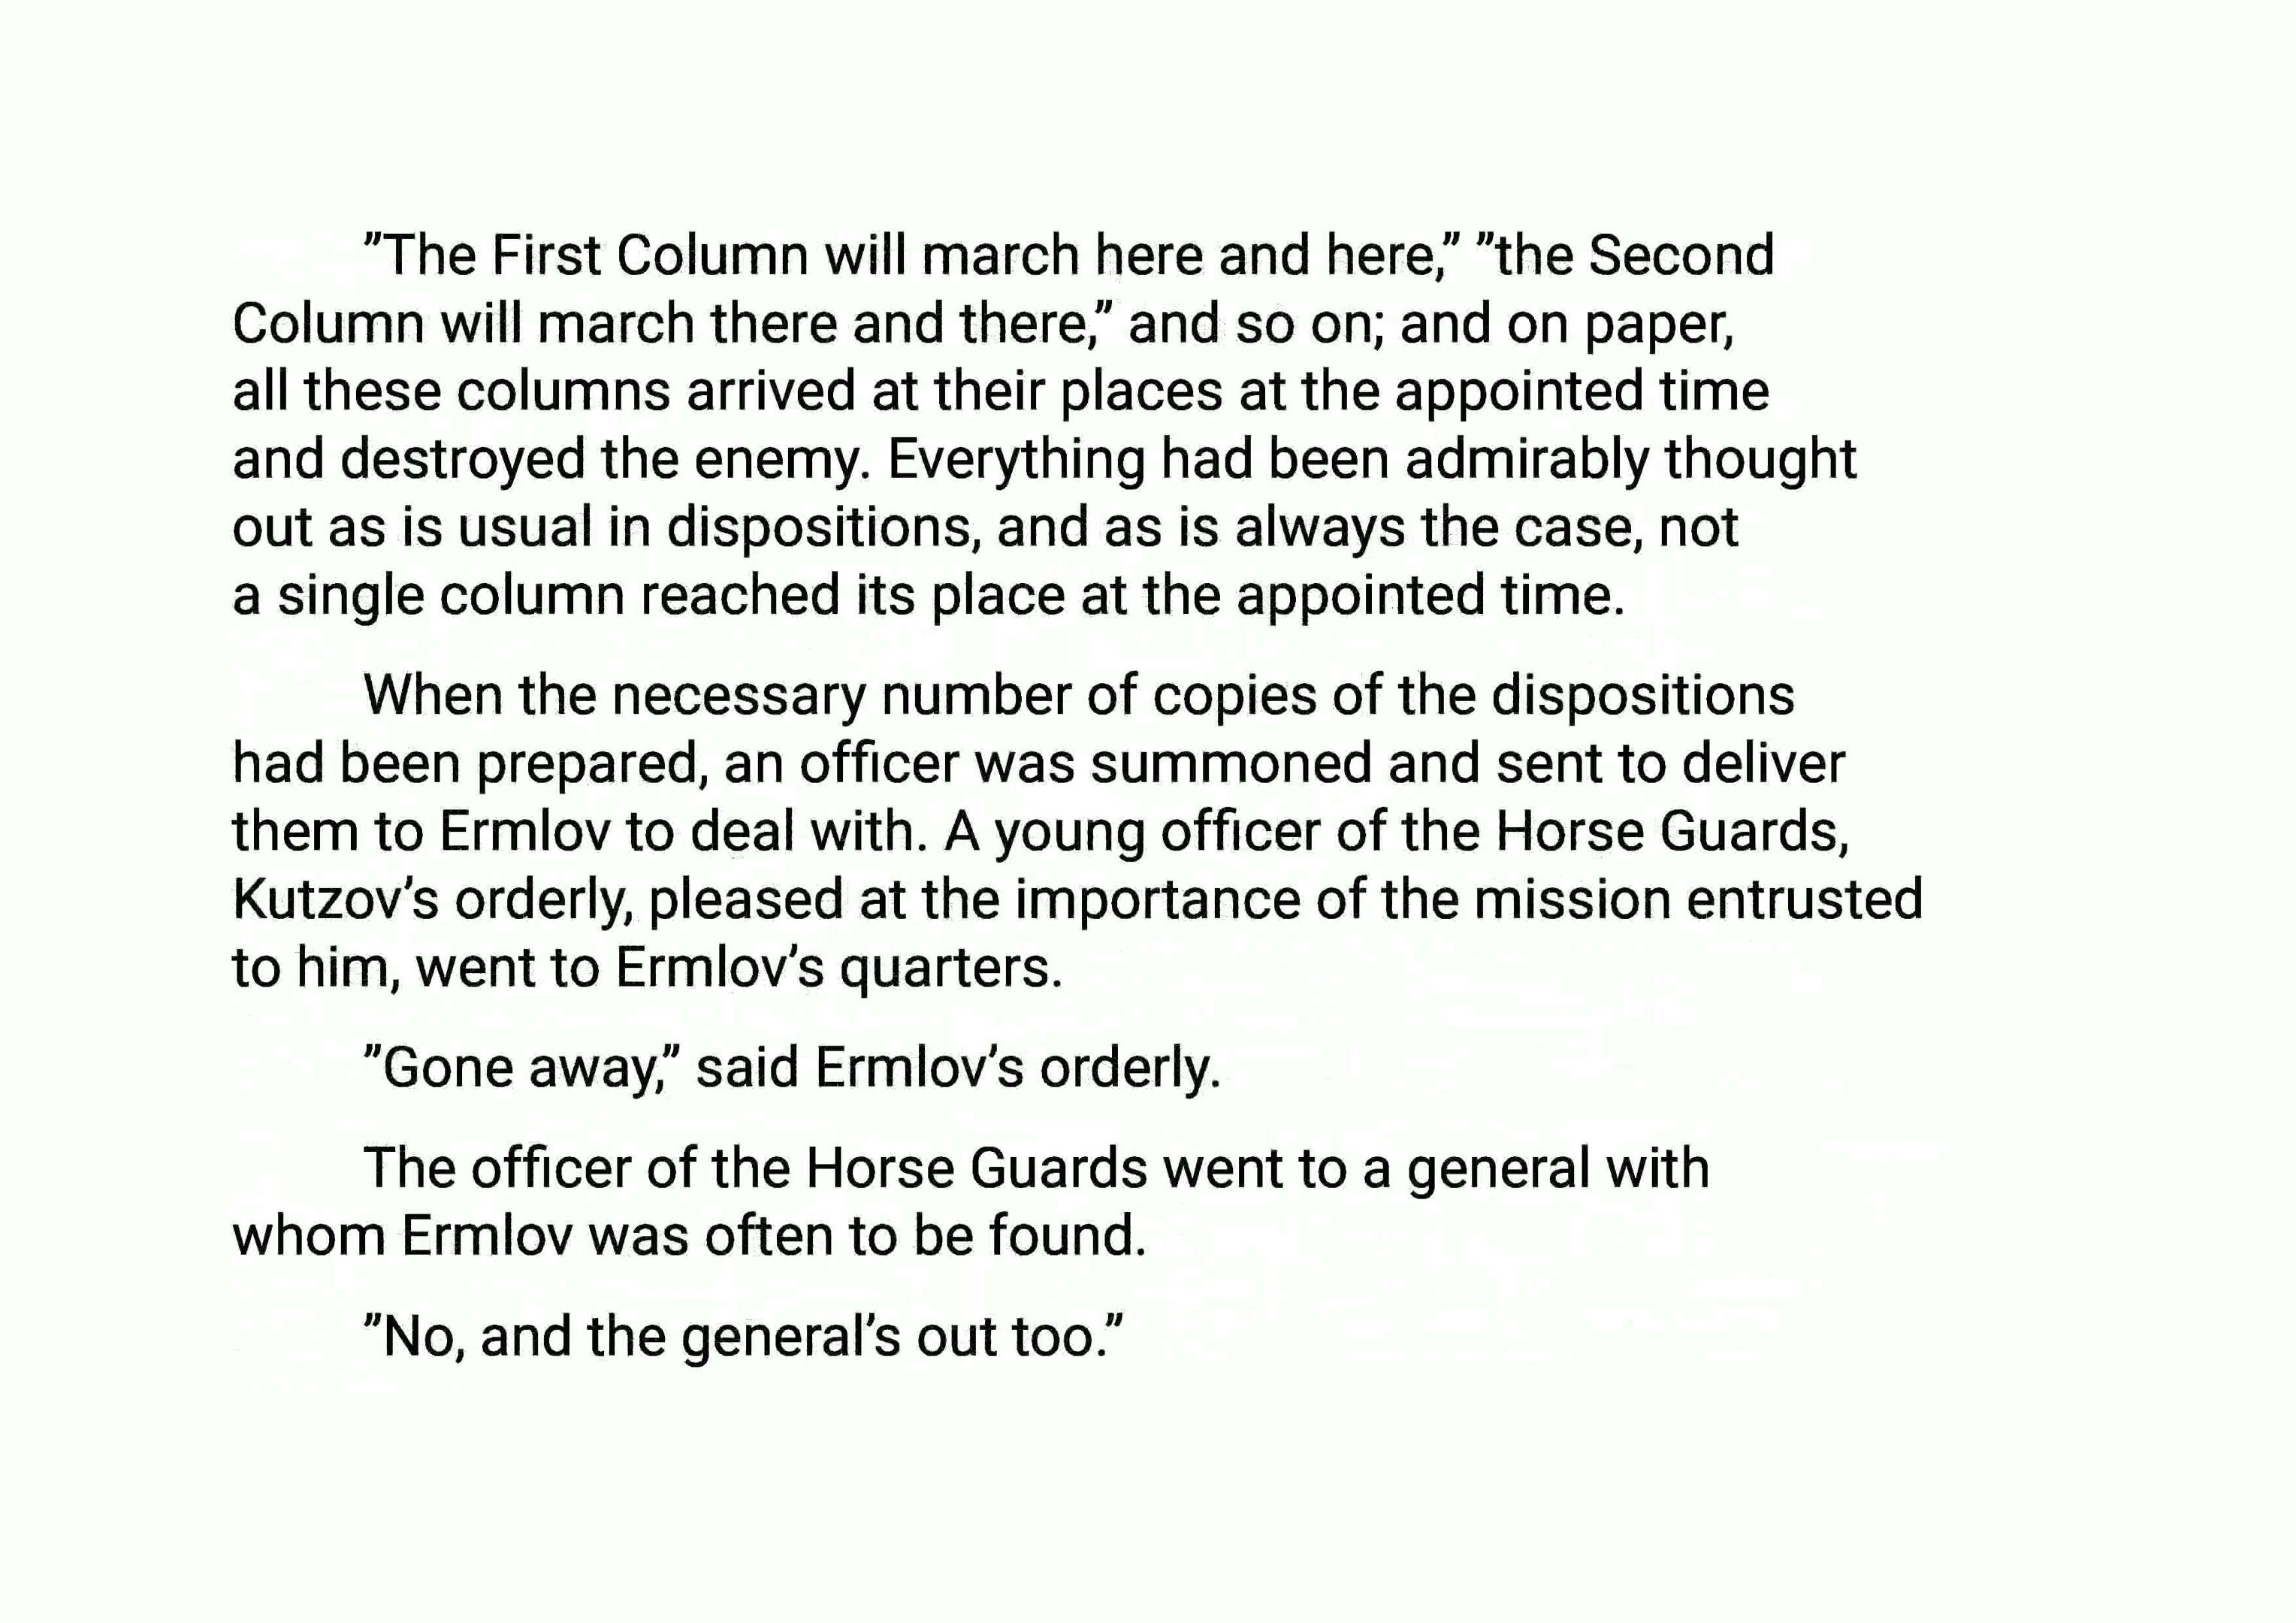 ”The First Column will march here and here,” ”the Second
Column will march there and there,” and so on; and on paper,
all these columns arrived at their places at the appointed time
and destroyed the enemy. Everything had been admirably thought
out as is usual in dispositions, and as is always the case, not
a single column reached its place at the appointed time.
When the necessary number of copies of the dispositions
had been prepared, an officer was summoned and sent to deliver
them to Ermlov to deal with. A young officer of the Horse Guards,
Kutzov’s orderly, pleased at the importance of the mission entrusted
to him, went to Ermlov’s quarters.
”Gone away,” said Ermlov’s orderly.
The officer of the Horse Guards went to a general with
whom Ermlov was often to be found.
”No, and the general’s out too.”